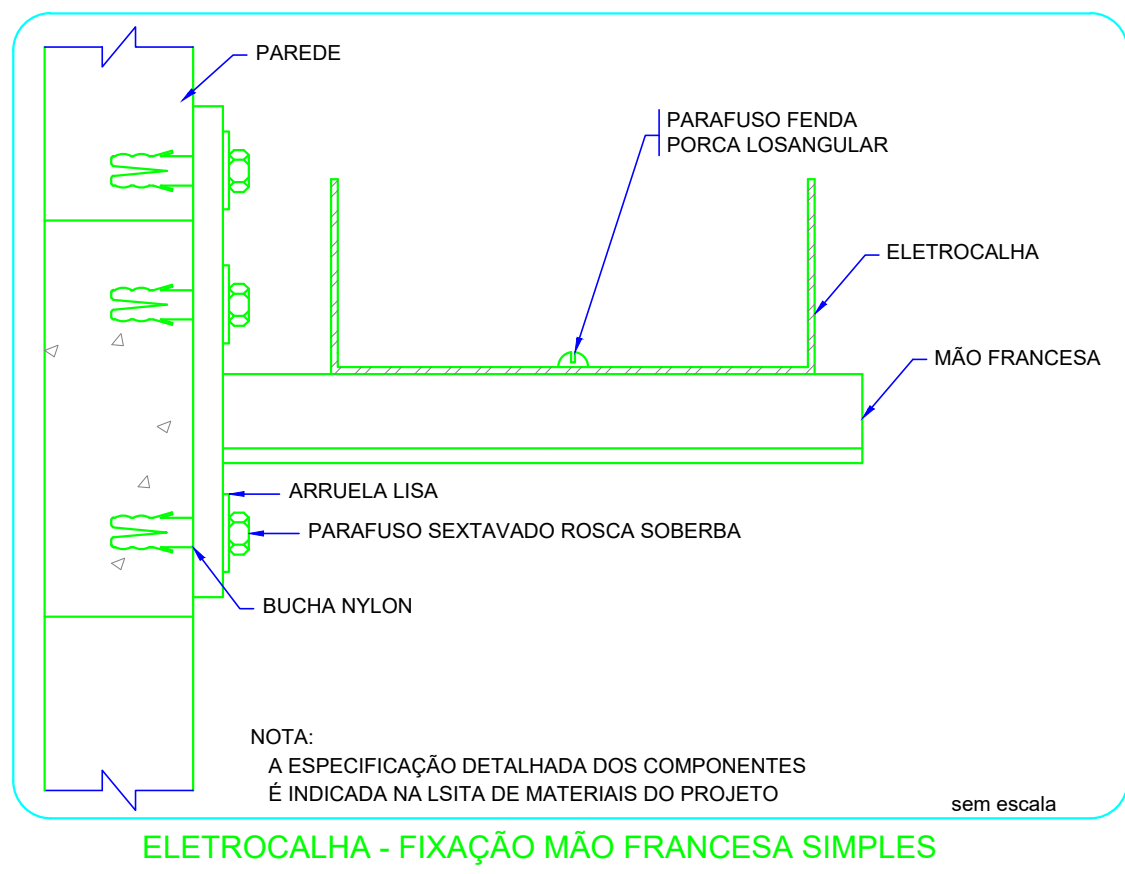 PAREDE
PARAFUSO FENDA
PORCA LOSANGULAR
ELETROCALHA
MÃO FRANCESA
ARRUELA LISA
PARAFUSO SEXTAVADO ROSCA SOBERBA
BUCHA NYLON
NOTA:
A ESPECIFICAÇÃO DETALHADA DOS COMPONENTES
É INDICADA NA LSITA DE MATERIAIS DO PROJETO
sem escala
ELETROCALHA - FIXAÇÃO MÃO FRANCESA SIMPLES